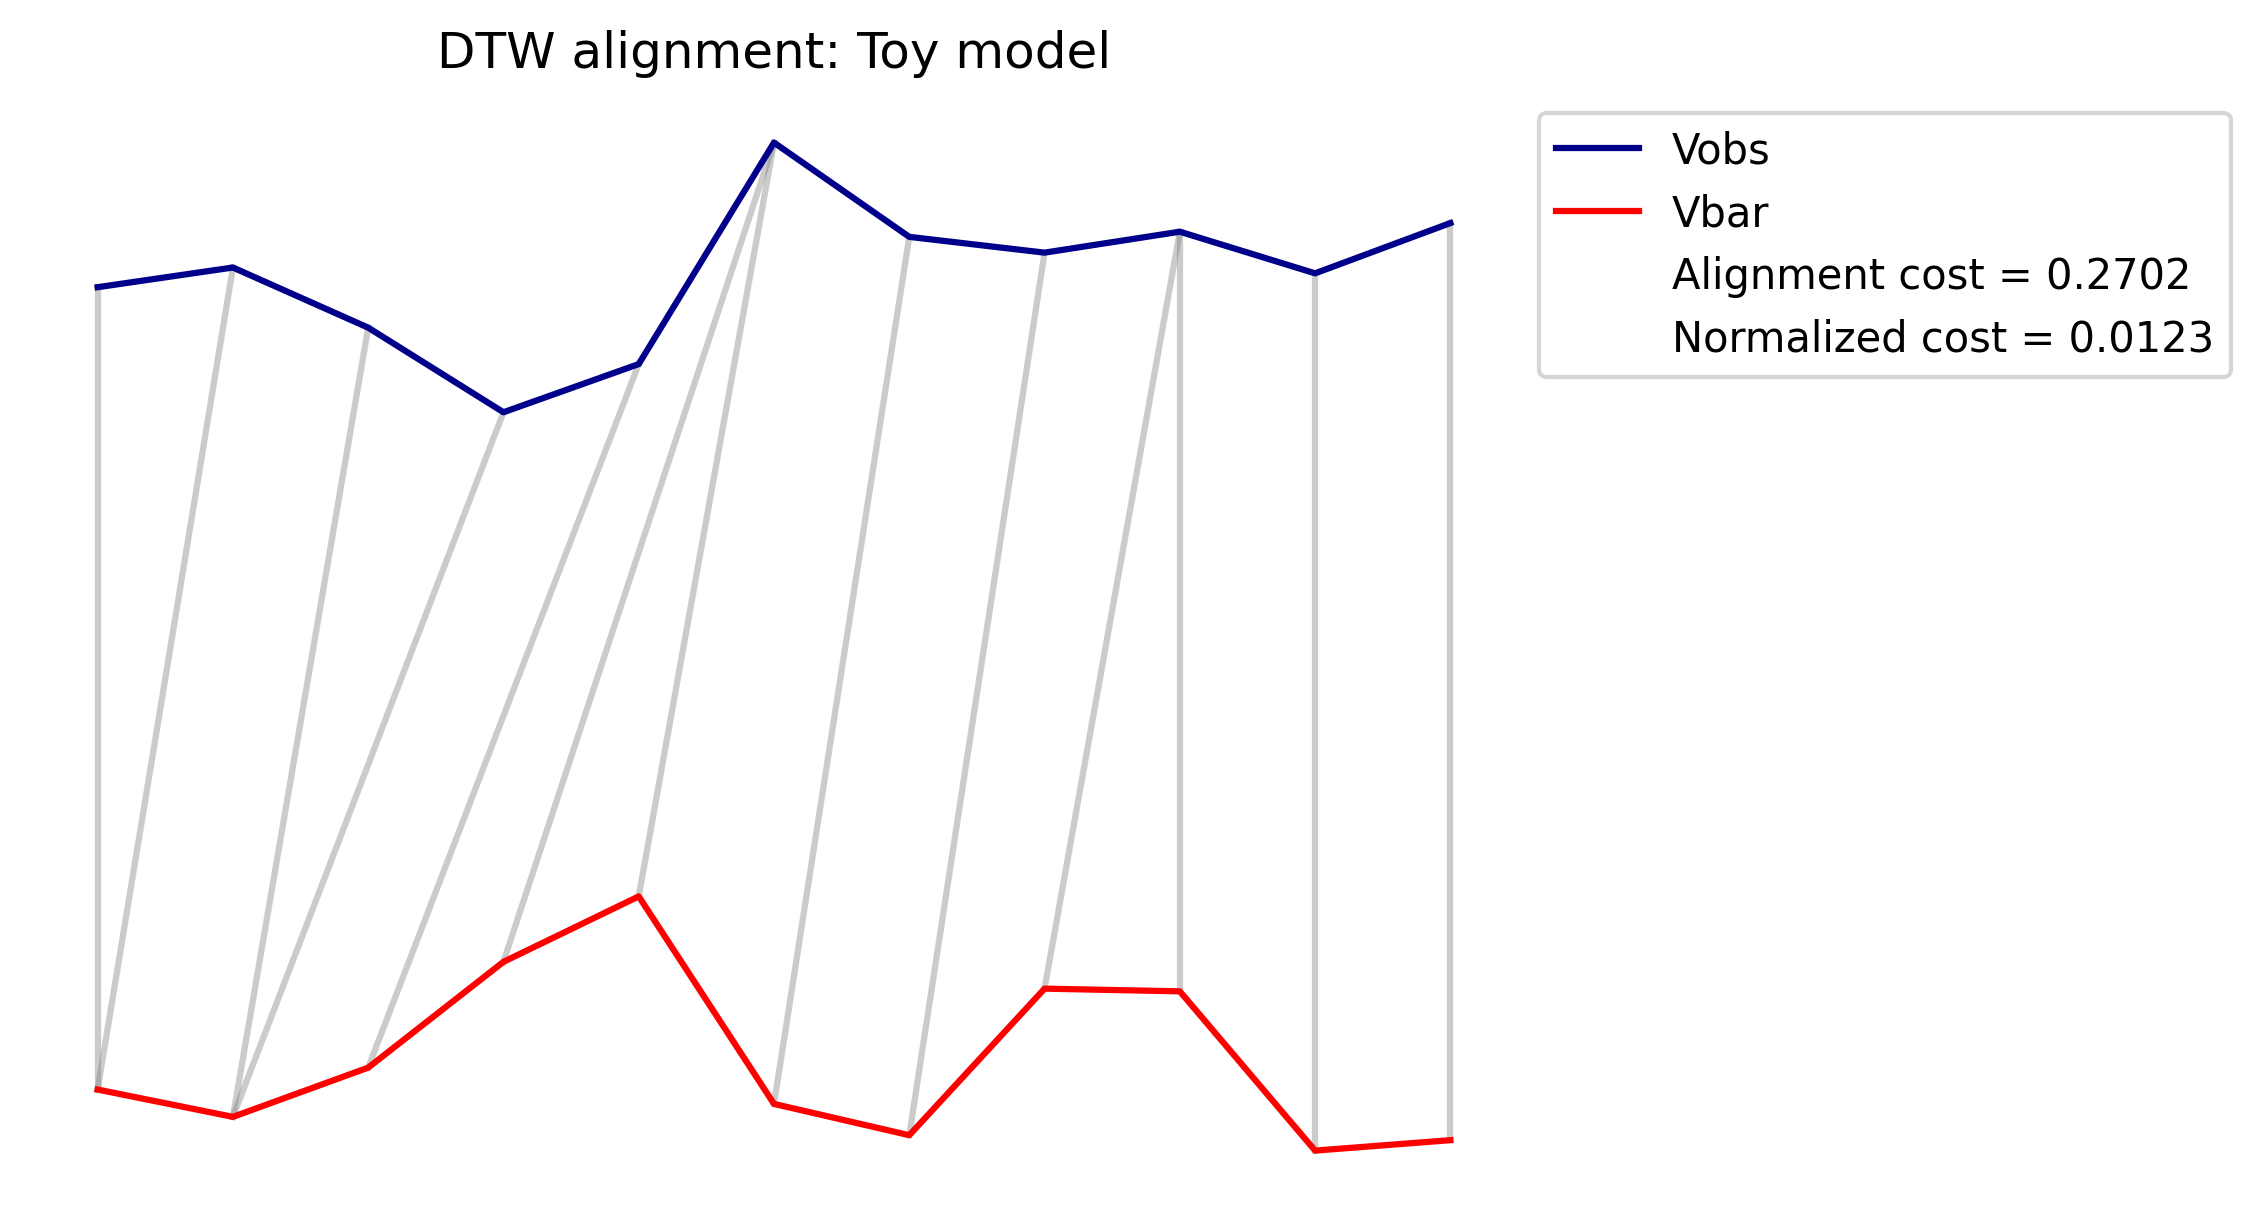 DTW alignment: Toy model
Vobs
Vbar
Alignment cost = 0.2702
Normalized cost = 0.0123